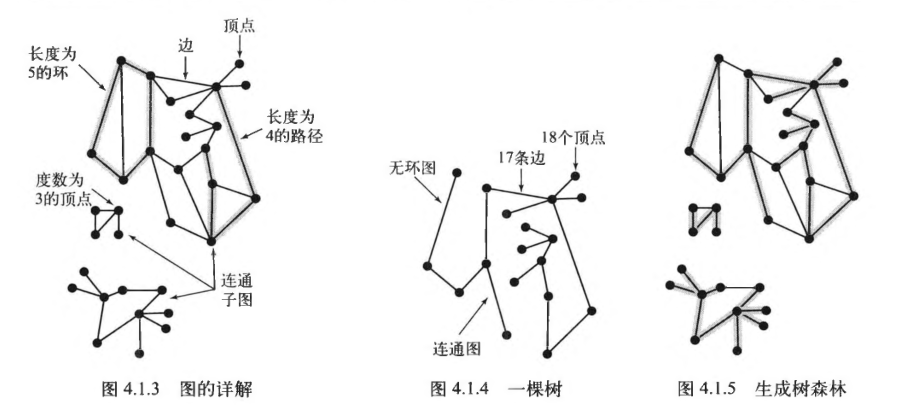 顶点
边
长度为
5的环
长度为
4的路径
度数为
3的顶点
连通
子图
图 4.1.3 图的详解
18个顶点
17条边
无环图
连通图
图 4.1.4 一棵树
图 4.1.5 生成树森林